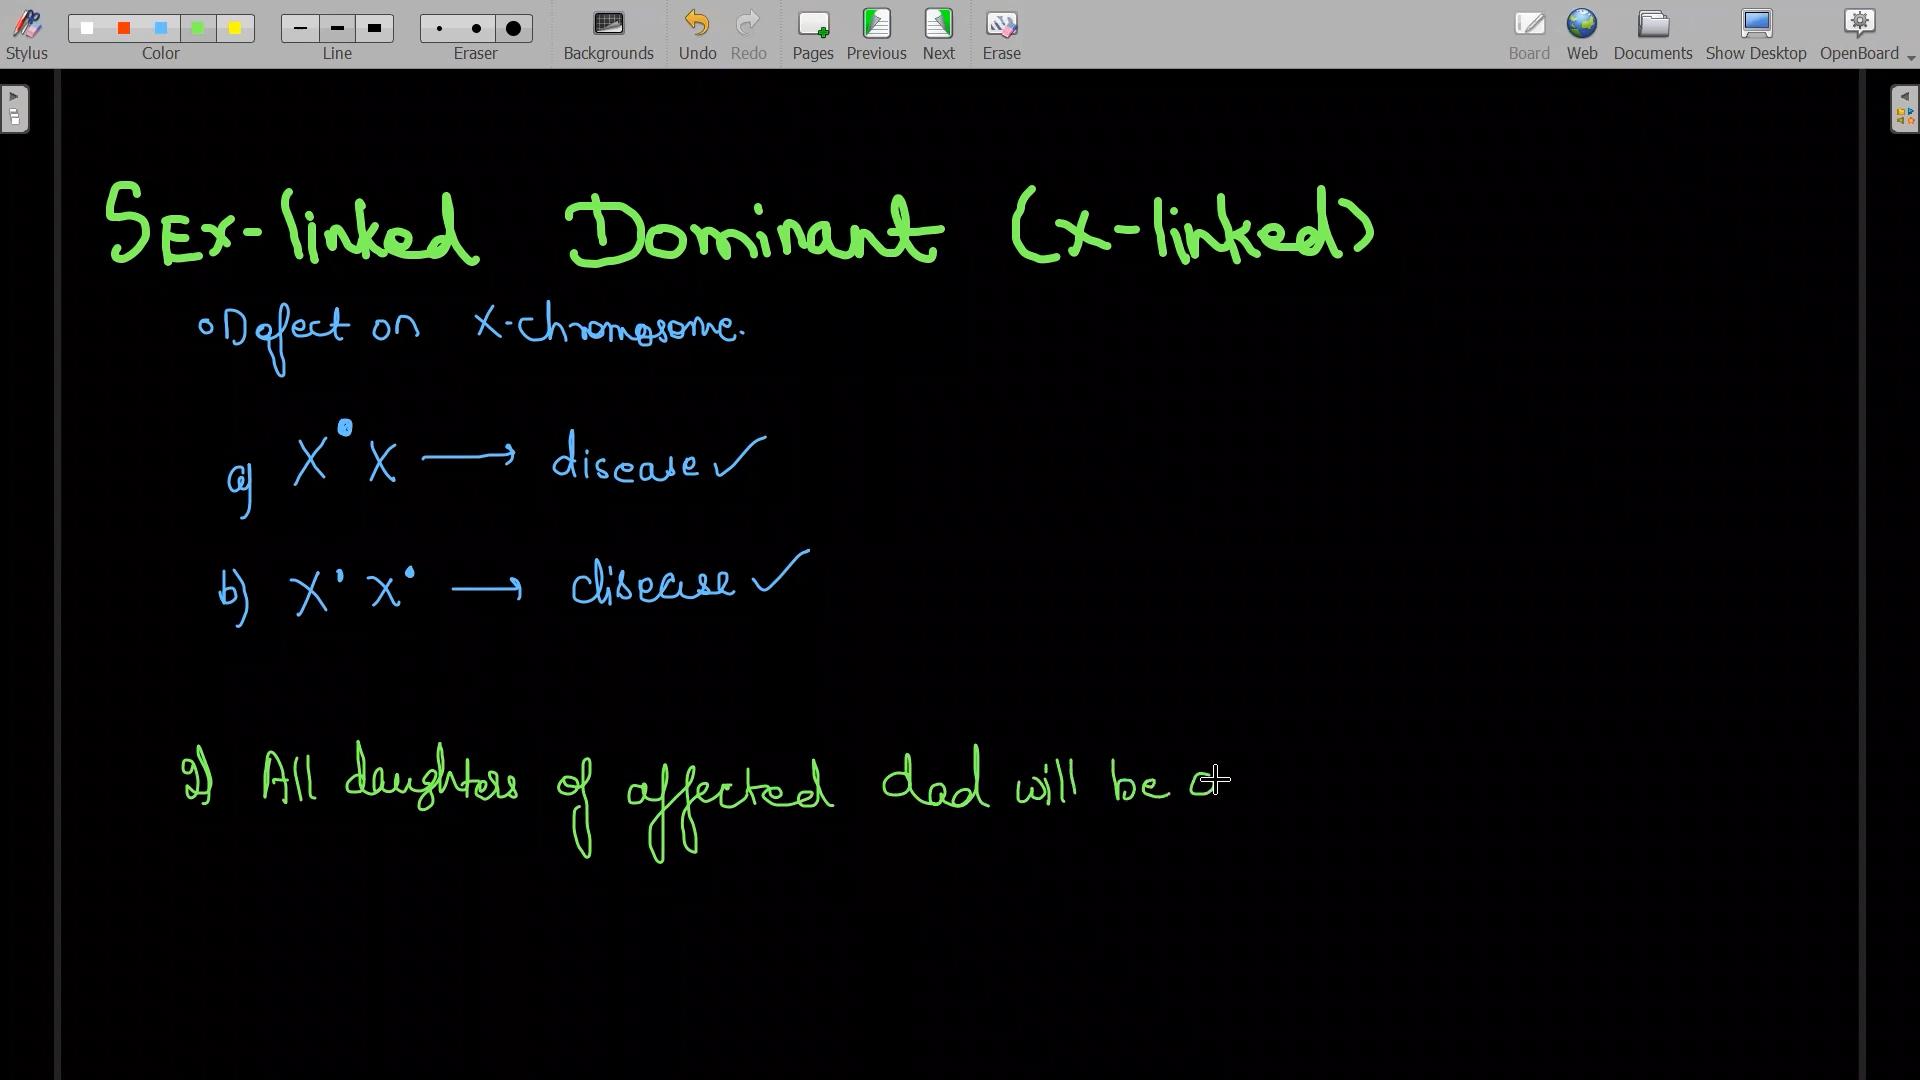 Stylus Color Line Eraser Backgrounds Undo Redo Pages Previous Next Erase Board Web Documents Show Desktop OpenBoard
SEx-linked Dominant (X-linked)
Defect on X-chromosome.
a) X• X → disease ✓
b) X• X• → disease ✓
2) All daughters of affected dad will be a